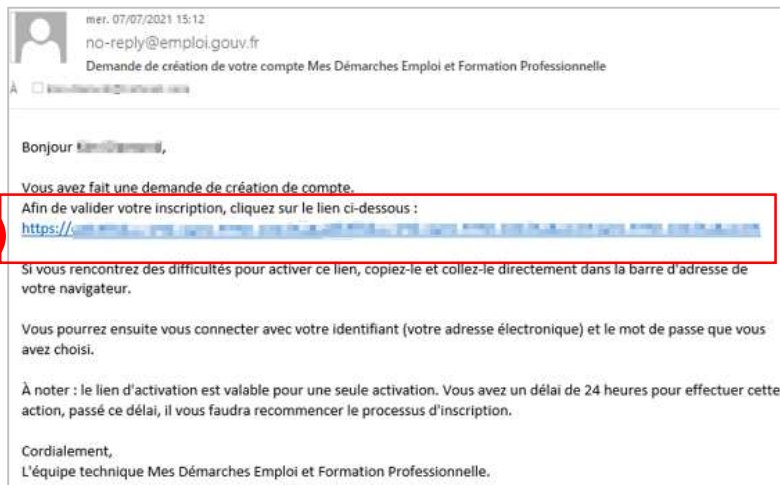 mer. 07/07/2021 15:12
no-reply@emploi.gouv.fr
Demande de création de votre compte Mes Démarches Emploi et Formation Professionnelle
À
Bonjour ,
Vous avez fait une demande de création de compte.
Afin de valider votre inscription, cliquez sur le lien ci-dessous :
https://
Si vous rencontrez des difficultés pour activer ce lien, copiez-le et collez-le directement dans la barre d'adresse de
votre navigateur.
Vous pourrez ensuite vous connecter avec votre identifiant (votre adresse électronique) et le mot de passe que vous
avez choisi.
À noter : le lien d'activation est valable pour une seule activation. Vous avez un délai de 24 heures pour effectuer cette
action, passé ce délai, il vous faudra recommencer le processus d'inscription.
Cordialement,
L'équipe technique Mes Démarches Emploi et Formation Professionnelle.